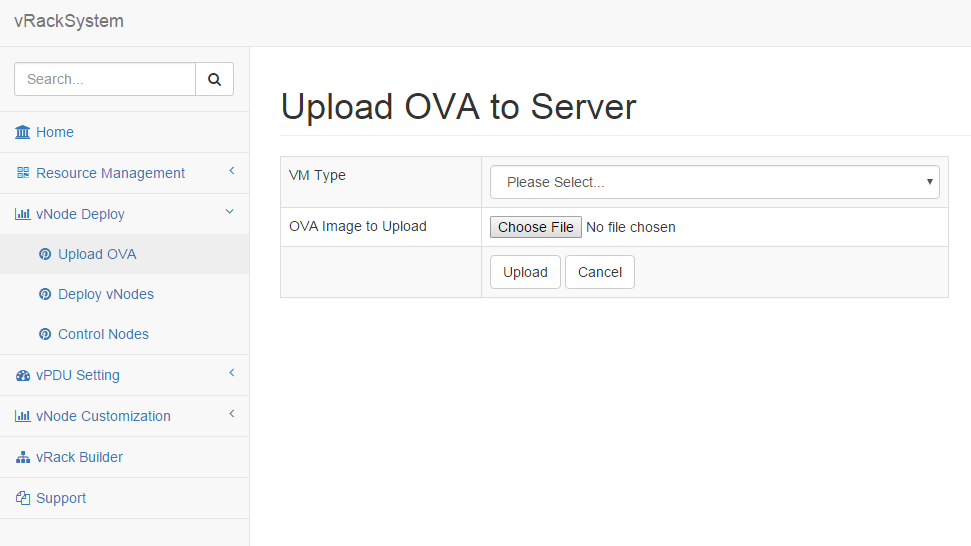 vRackSystem
Search...
Home
Resource Management
vNode Deploy
Upload OVA
Deploy vNodes
Control Nodes
vPDU Setting
vNode Customization
vRack Builder
Support
Upload OVA to Server
VM Type
Please Select...
OVA Image to Upload
Choose File No file chosen
Upload Cancel